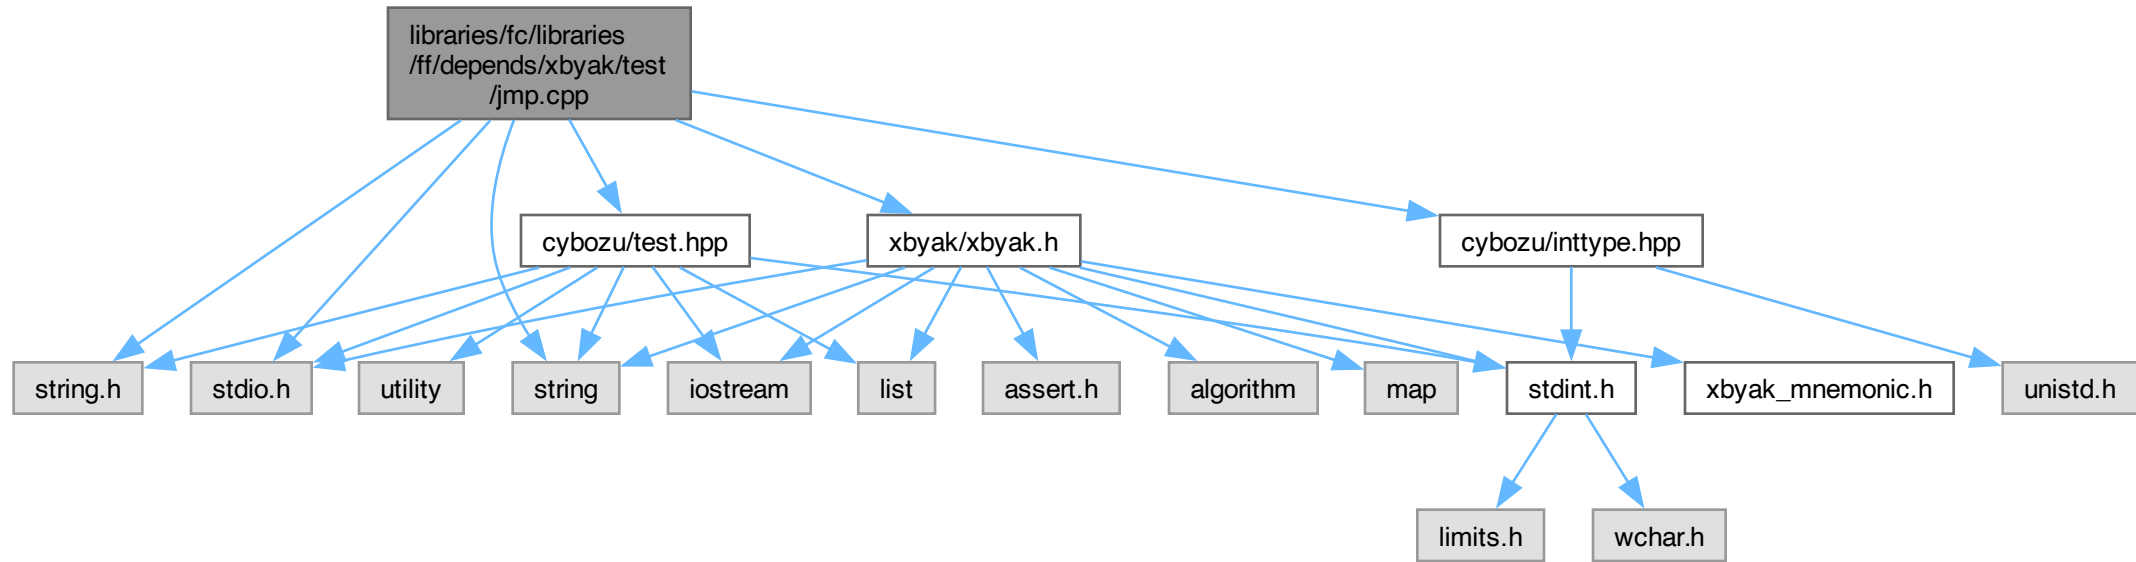 libraries/fc/libraries
/ff/depends/xbyak/test
/jmp.cpp
cybozu/test.hpp
xbyak/xbyak.h
cybozu/inttype.hpp
string.h
stdio.h
utility
string
iostream
list
assert.h
algorithm
map
stdint.h
xbyak_mnemonic.h
unistd.h
limits.h
wchar.h